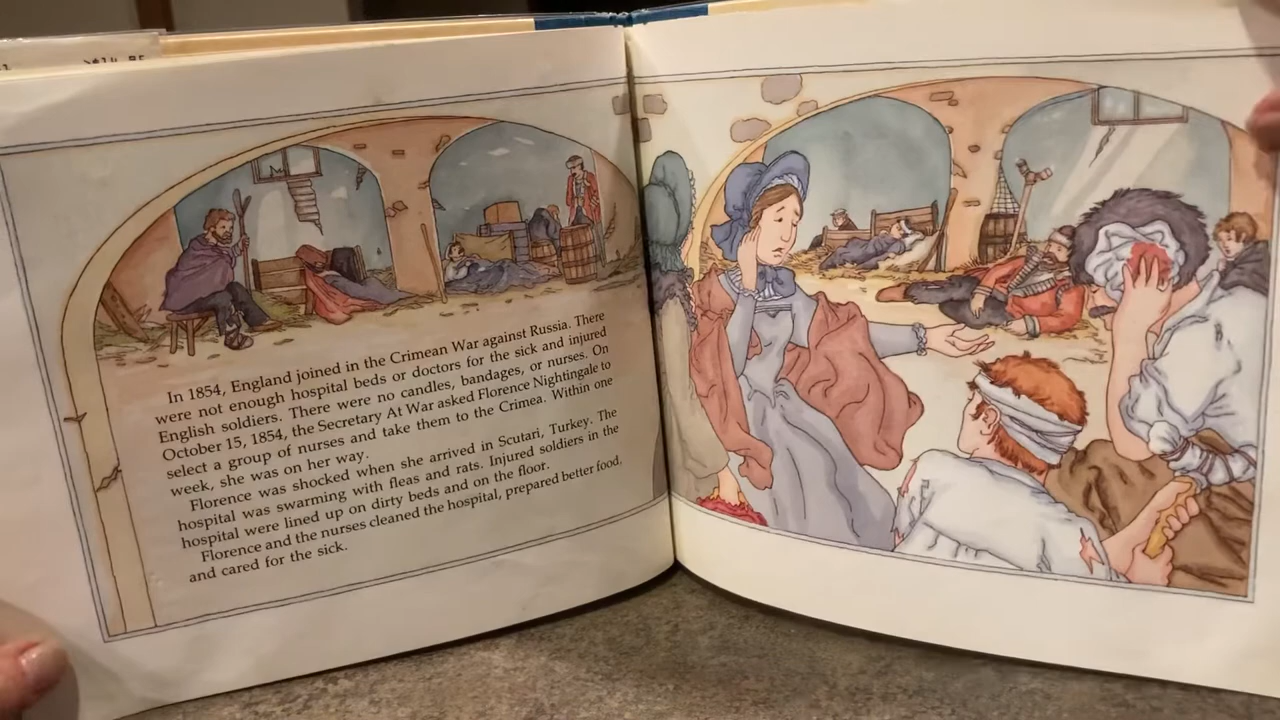 In 1854, England joined in the Crimean War against Russia. There
were not enough hospital beds or doctors for the sick and injured
English soldiers. There were no candles, bandages, or nurses. On
October 15, 1854, the Secretary At War asked Florence Nightingale to
select a group of nurses and take them to the Crimea. Within one
week, she was on her way.
Florence was shocked when she arrived in Scutari, Turkey. The
hospital was swarming with fleas and rats. Injured soldiers in the
hospital were lined up on dirty beds and on the floor.
Florence and the nurses cleaned the hospital, prepared better food,
and cared for the sick.